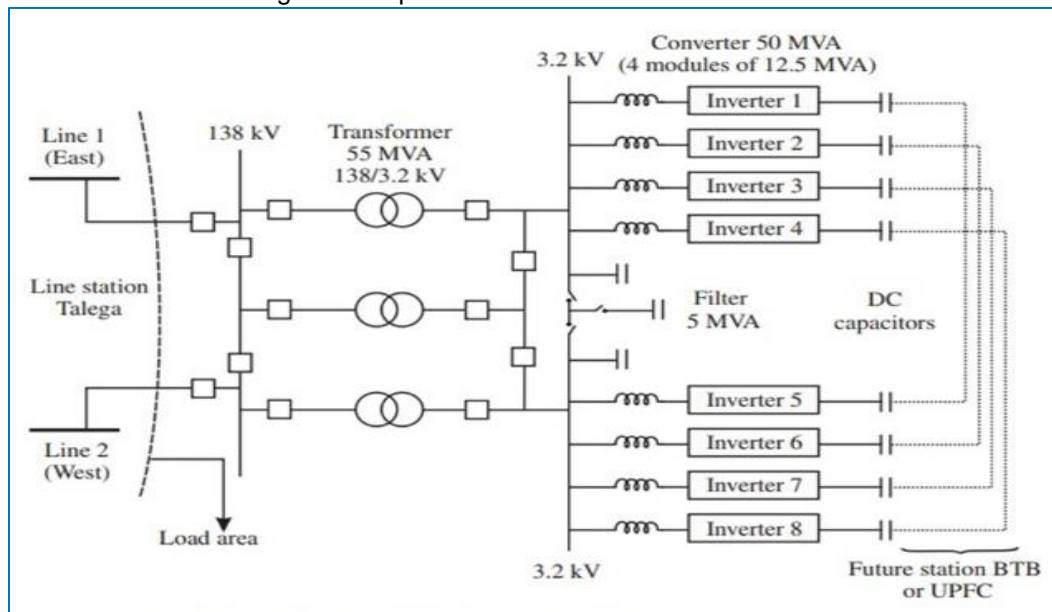 3.2 kV
Converter 50 MVA
(4 modules of 12.5 MVA)
Line 1
(East)
138 kV
Transformer
55 MVA
138/3.2 kV
Inverter 1
Inverter 2
Inverter 3
Inverter 4
Line station
Talega
Filter
5 MVA
DC
capacitors
Line 2
(West)
Load area
Inverter 5
Inverter 6
Inverter 7
Inverter 8
3.2 kV
Future station BTB
or UPFC